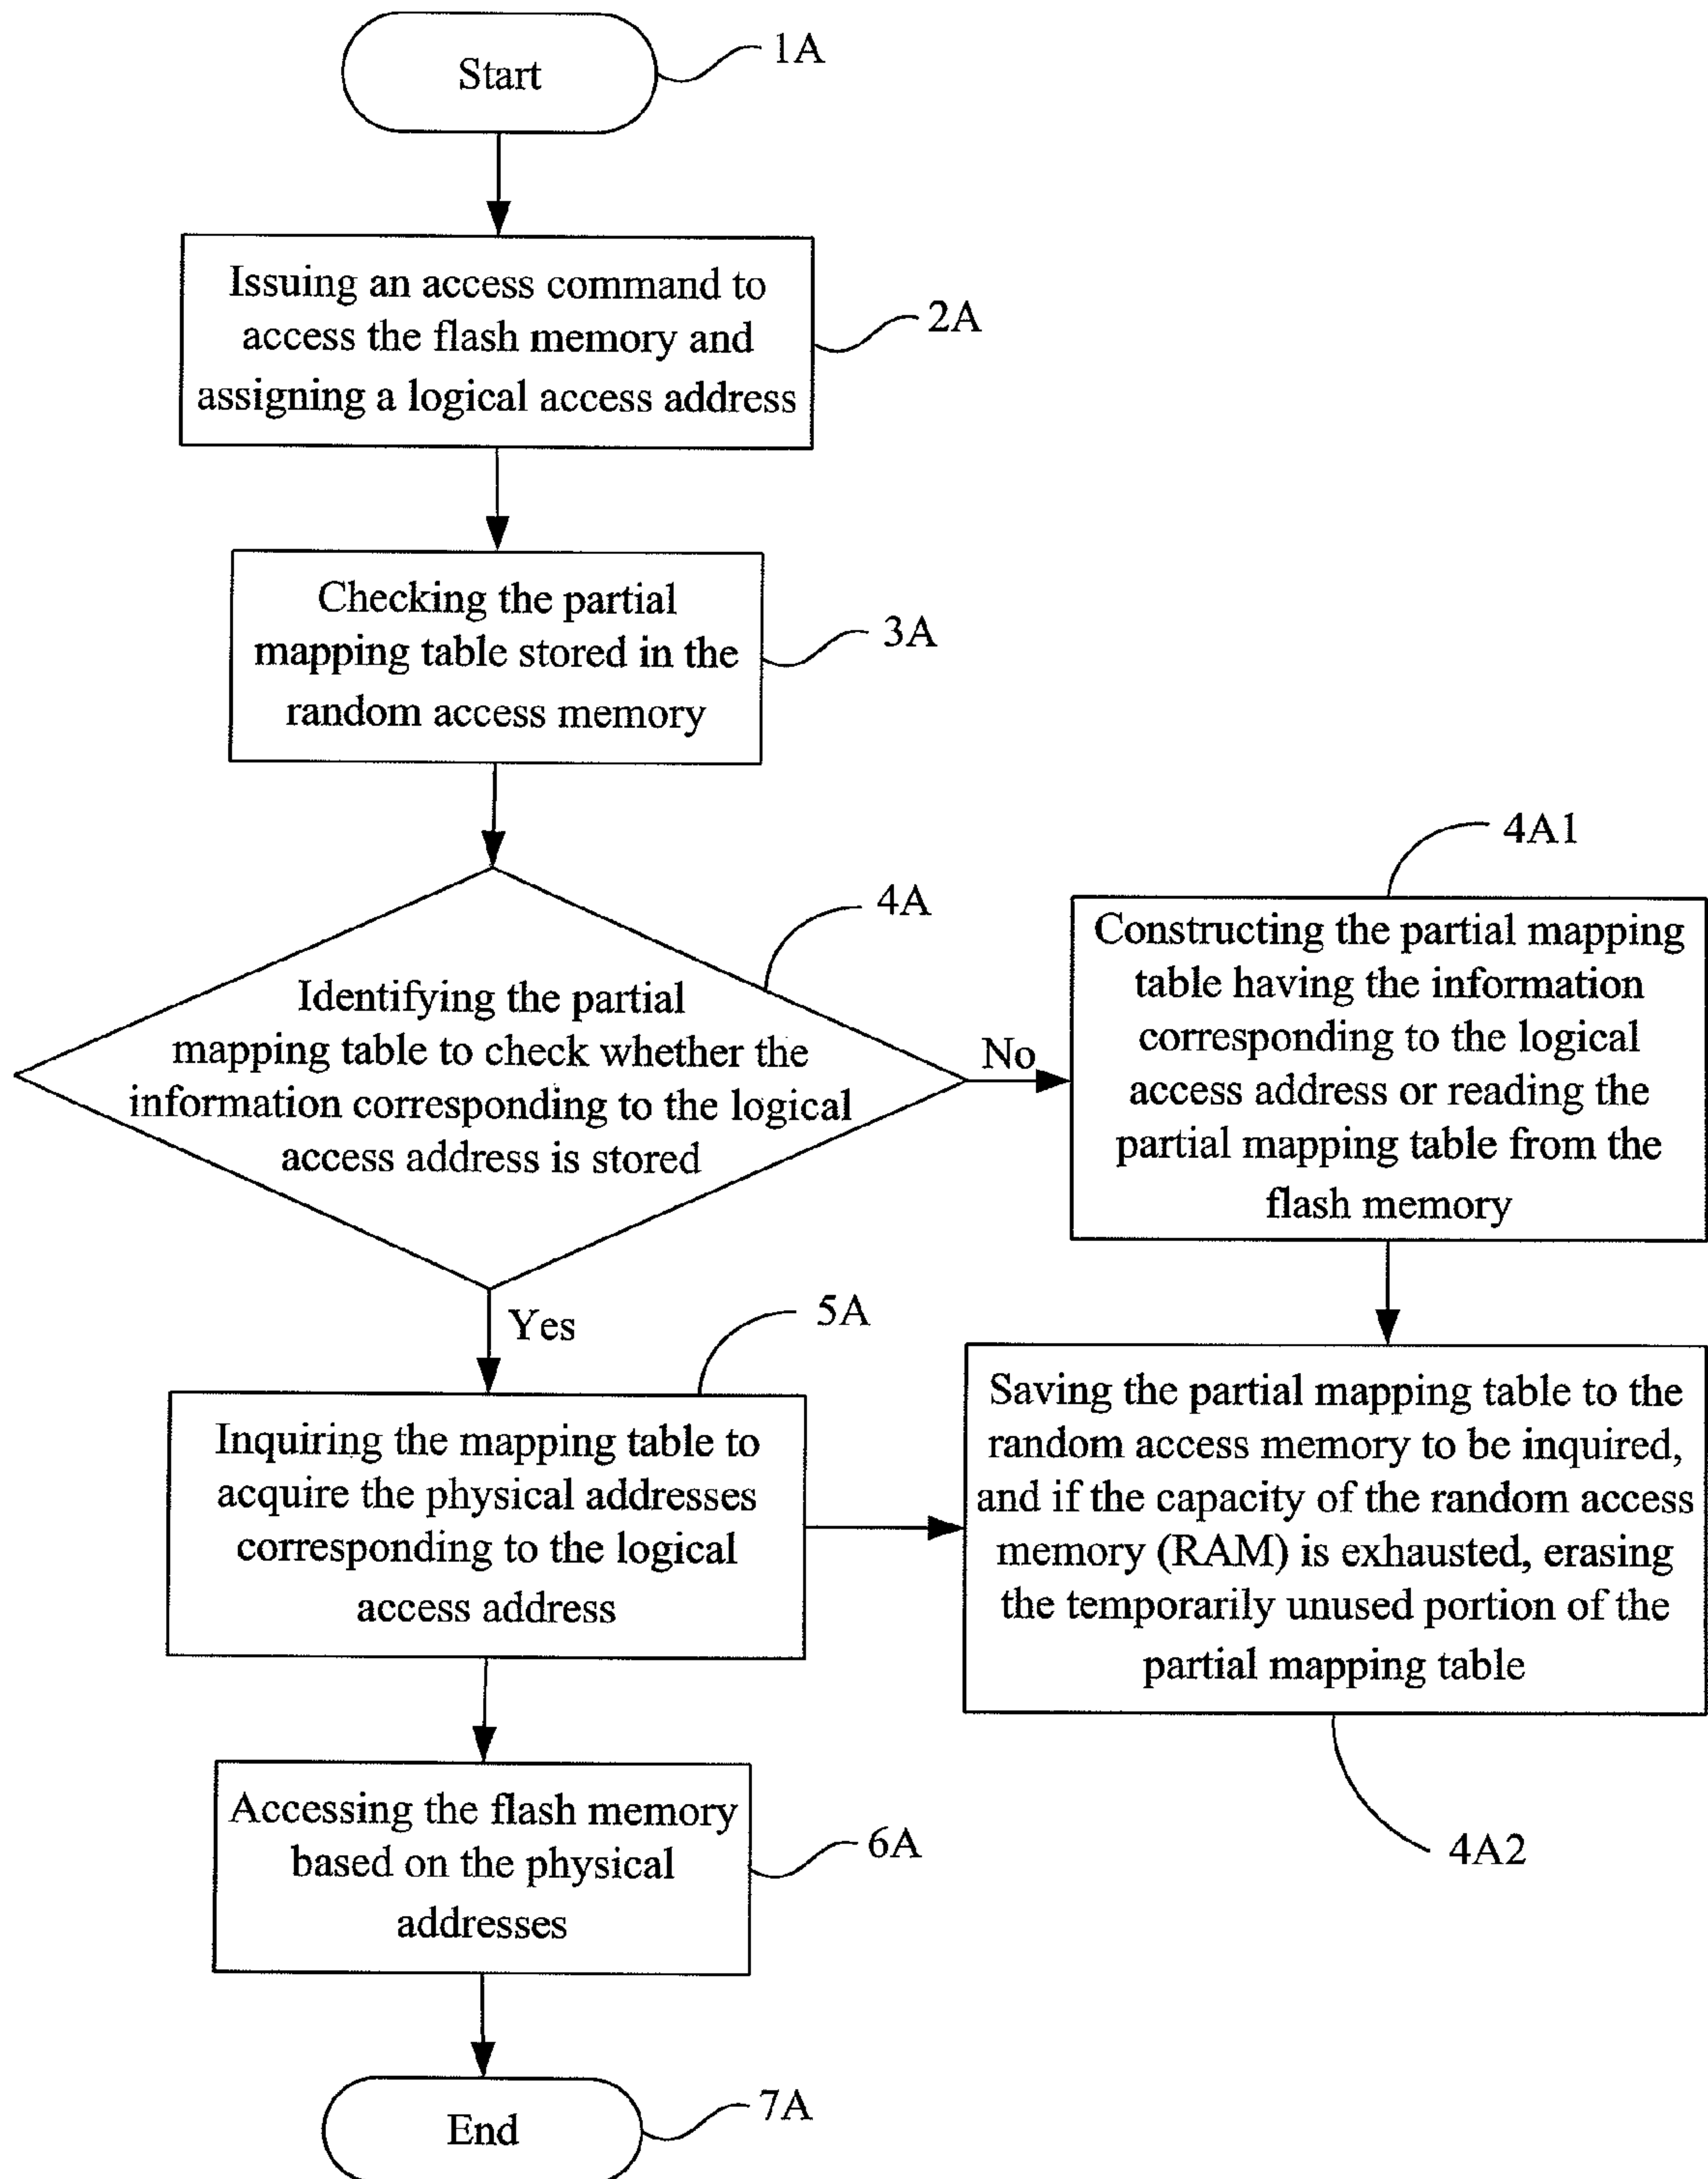 Start
1A
Issuing an access command to
access the flash memory and
assigning a logical access address
2A
Checking the partial
mapping table stored in the
random access memory
3A
4A
Identifying the partial
mapping table to check whether the
information corresponding to the logical
access address is stored
No
4A1
Constructing the partial mapping
table having the information
corresponding to the logical
access address or reading the
partial mapping table from the
flash memory
Yes
5A
Inquiring the mapping table to
acquire the physical addresses
corresponding to the logical
access address
Saving the partial mapping table to the
random access memory to be inquired,
and if the capacity of the random access
memory (RAM) is exhausted, erasing
the temporarily unused portion of the
partial mapping table
4A2
Accessing the flash memory
based on the physical
addresses
6A
End
7A